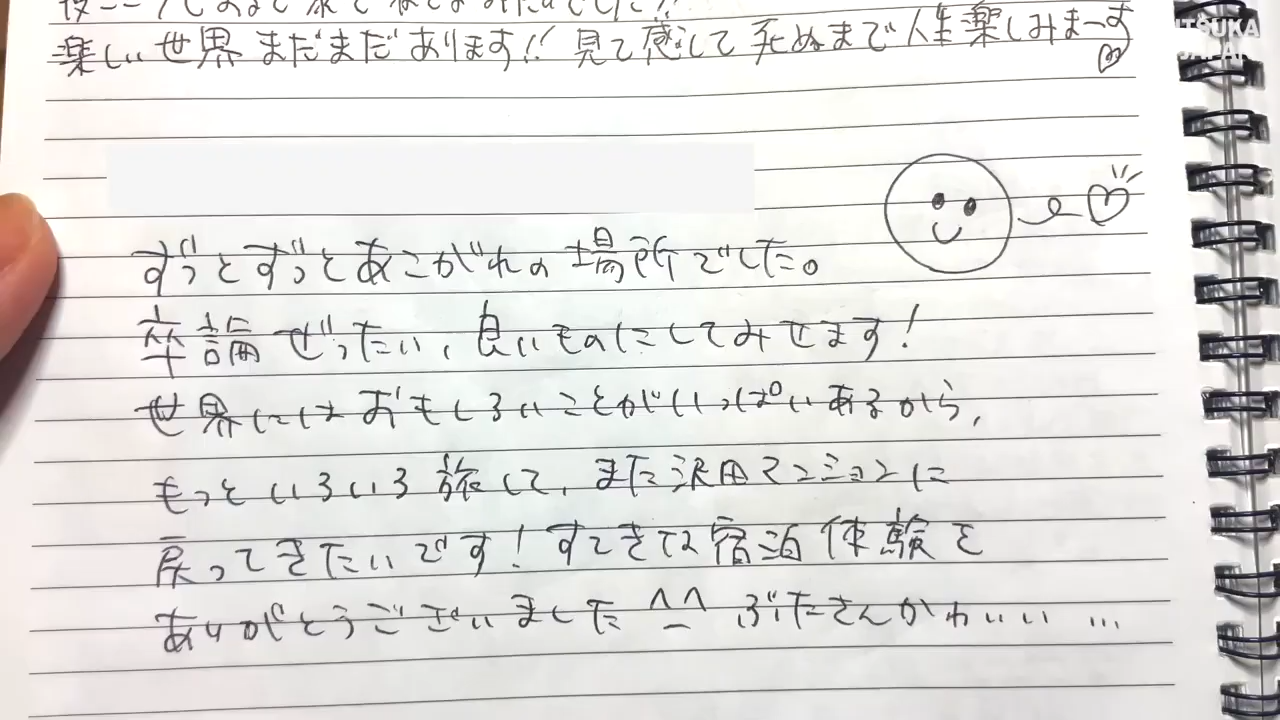 楽しい世界まだまだあります!! 見て感じて死ぬまで人生楽しみまーす
ITSUKA
JAPAN
ずっとずっとあこがれの場所でした。
卒論ぜったい、良いものにしてみせます!
世界にはおもしろいことがいっぱいあるから、
もっといろいろ旅して、また沢田マンションに
戻ってきたいです!すてきな宿泊体験を
ありがとうございました ^_^ ぶたさんかわいい…